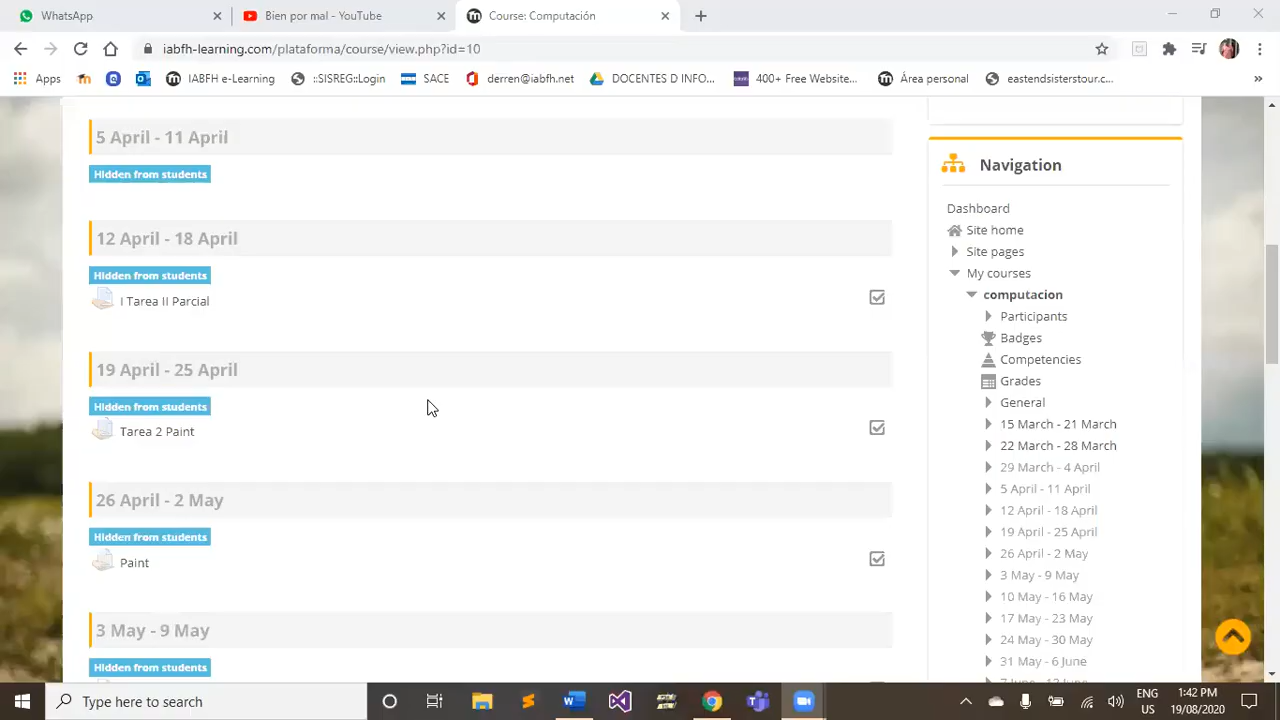 WhatsApp
Bien por mal - YouTube
Course: Computación
iabfh-learning.com/plataforma/course/view.php?id=10
Apps
IABFH e-Learning
::SISREG::Login
SACE
derren@iabfh.net
DOCENTES D INFO...
400+ Free Website...
Área personal
eastendsisterstour.c...
»
5 April - 11 April
Hidden from students
12 April - 18 April
Hidden from students
I Tarea II Parcial
19 April - 25 April
Hidden from students
Tarea 2 Paint
26 April - 2 May
Hidden from students
Paint
3 May - 9 May
Hidden from students
Navigation
Dashboard
Site home
Site pages
My courses
computacion
Participants
Badges
Competencies
Grades
General
15 March - 21 March
22 March - 28 March
29 March - 4 April
5 April - 11 April
12 April - 18 April
19 April - 25 April
26 April - 2 May
3 May - 9 May
10 May - 16 May
17 May - 23 May
24 May - 30 May
31 May - 6 June
Type here to search
ENG
US
1:42 PM
19/08/2020